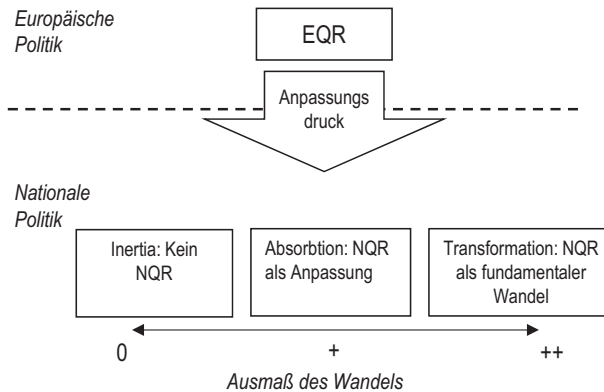 Europäische
Politik
EQR
Anpassungs
druck
Nationale
Politik
Inertia: Kein
NQR
Absorbtion: NQR
als Anpassung
Transformation: NQR
als fundamentaler
Wandel
0
+
++
Ausmaß des Wandels